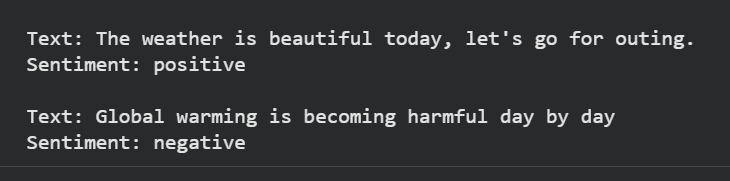 Text: The weather is beautiful today, let's go for outing.
Sentiment: positive
Text: Global warming is becoming harmful day by day
Sentiment: negative